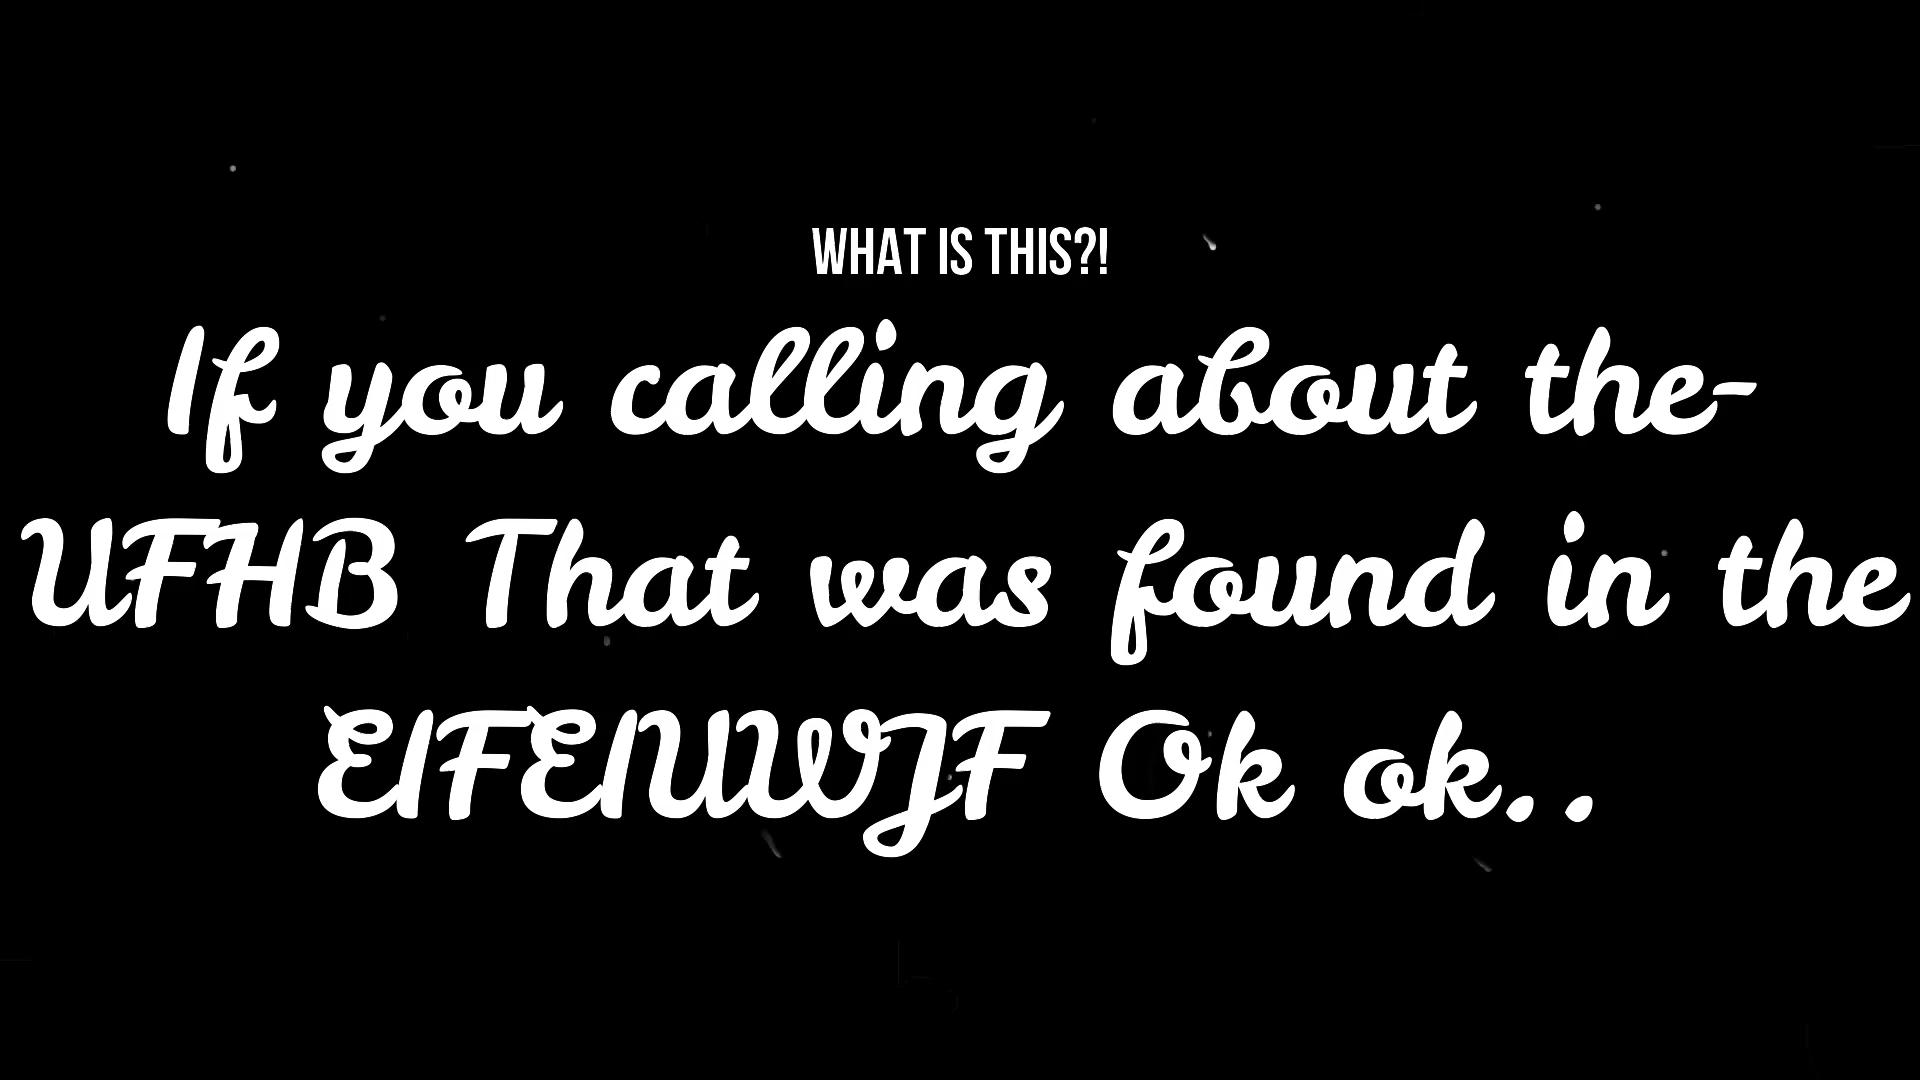 WHAT IS THIS?!
If you calling about the-
UFHB That was found in the
EIFEIUWJF Ok ok..